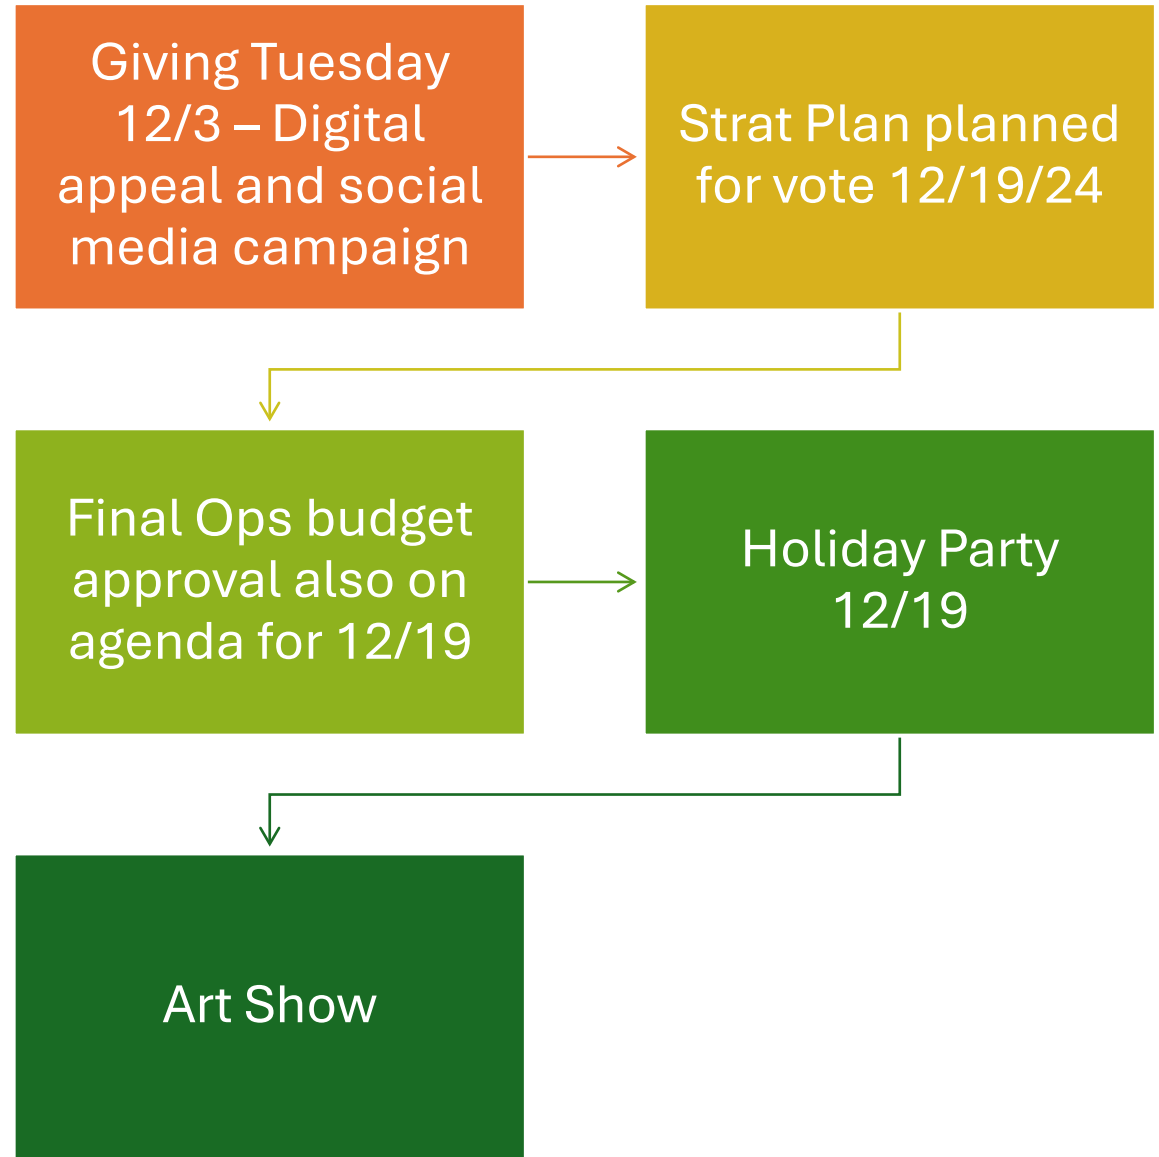 Giving Tuesday
12/3 – Digital
appeal and social
media campaign
Strat Plan planned
for vote 12/19/24
Final Ops budget
approval also on
agenda for 12/19
Holiday Party
12/19
Art Show